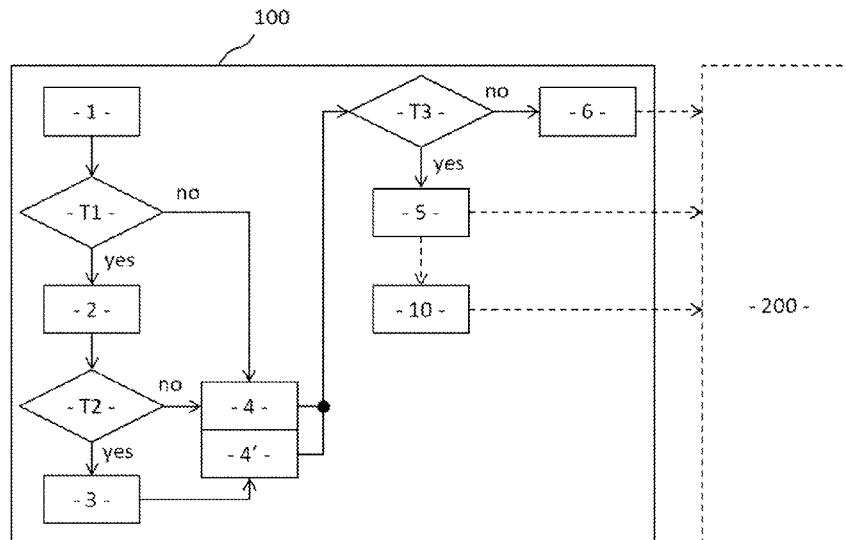 100
- 1 -
- T1 -
no
yes
- 2 -
- T2 -
no
yes
- 3 -
- 4 -
- 4' -
- T3 -
no
yes
- 6 -
- 5 -
- 10 -
- 200 -